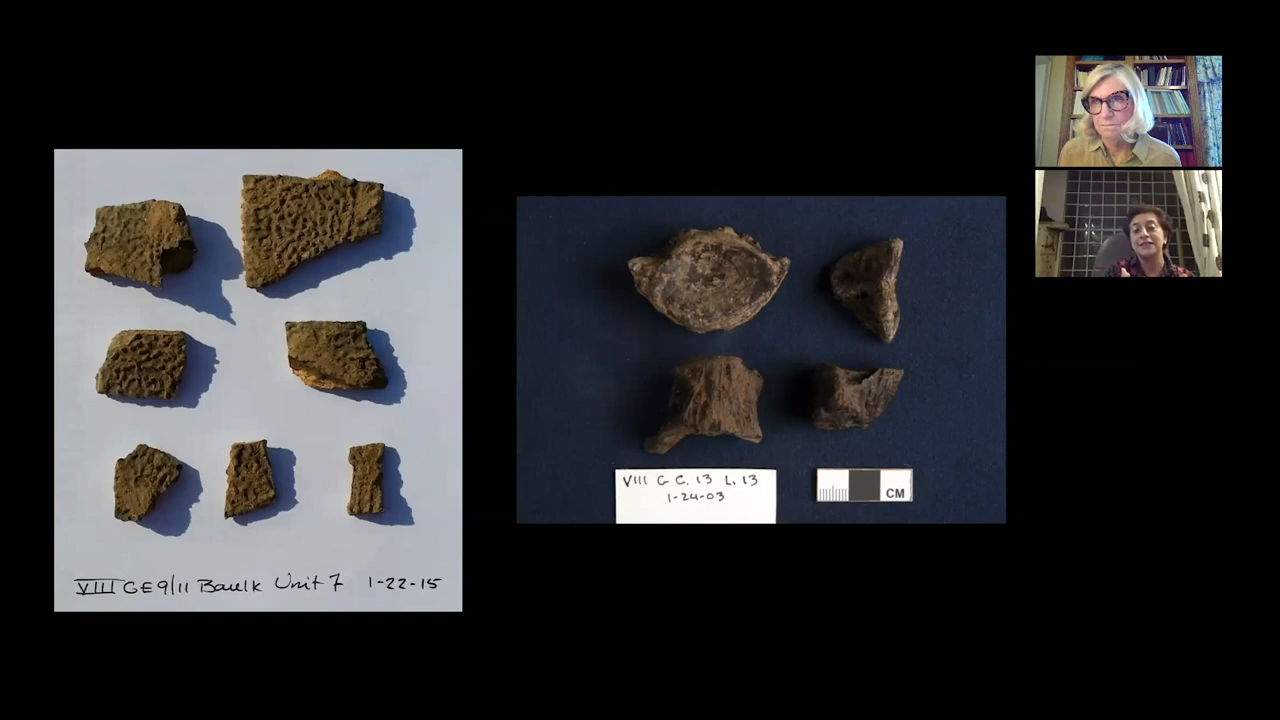 VIII GE9/11 Baulk Unit 7 1-22-15
VIII G C. 13 L. 13
1-24-03
CM